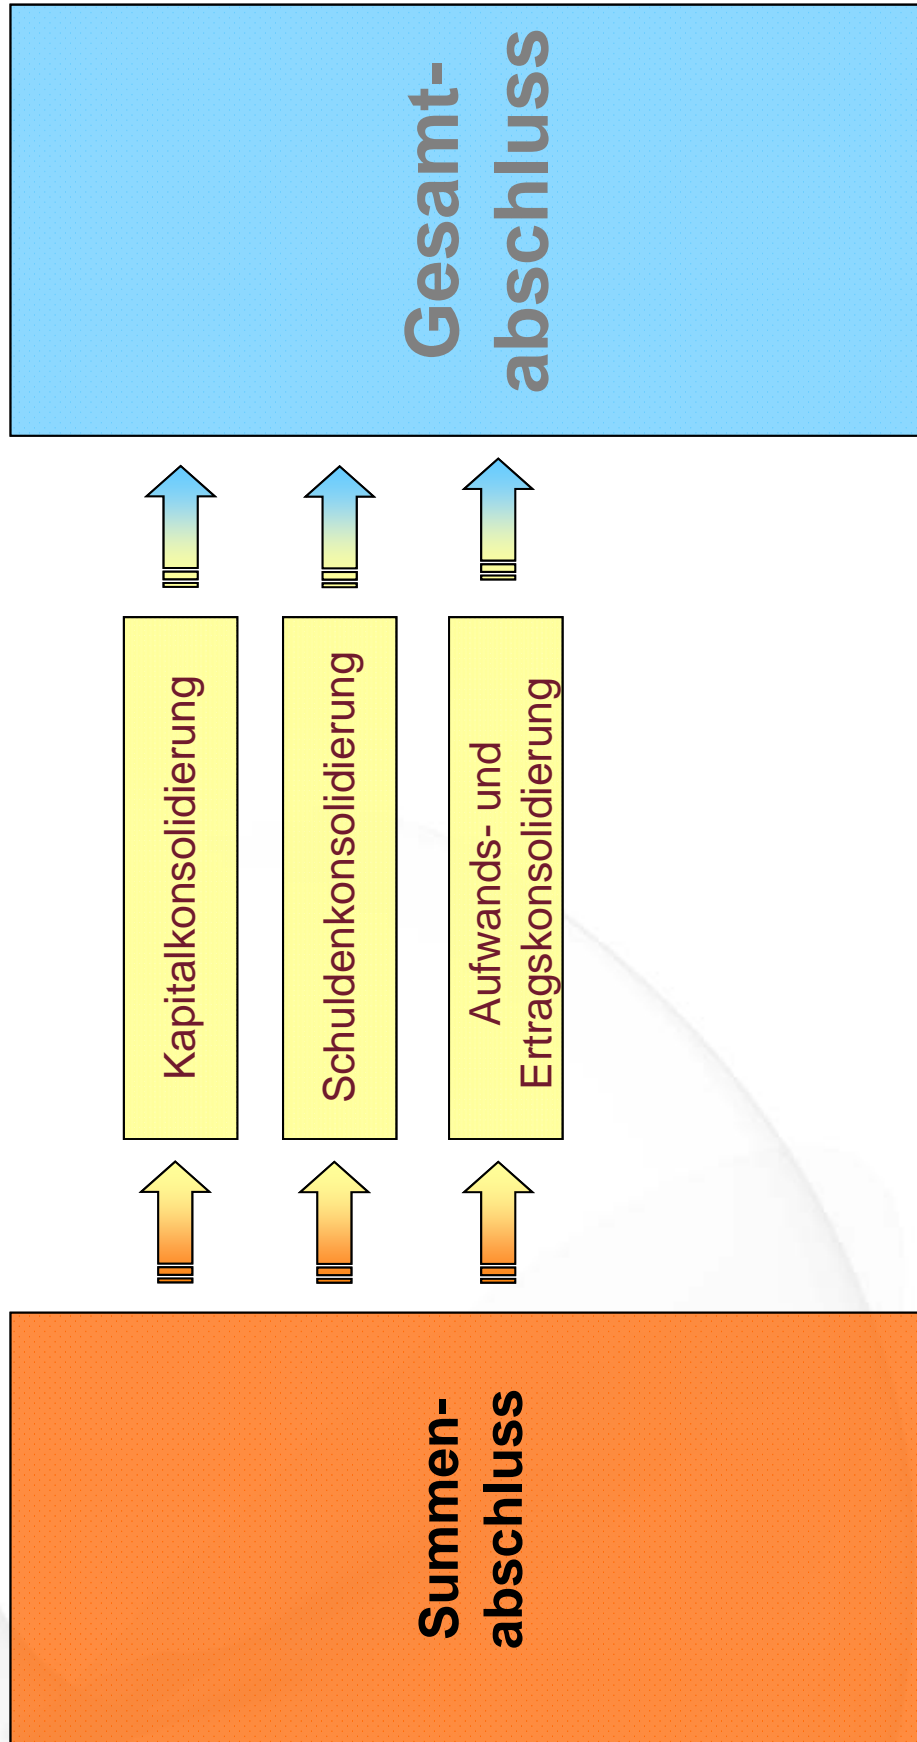 Summen-
abschluss
Kapitalkonsolidierung
Schuldenkonsolidierung
Aufwands- und
Ertragskonsolidierung
Gesamt-
abschluss